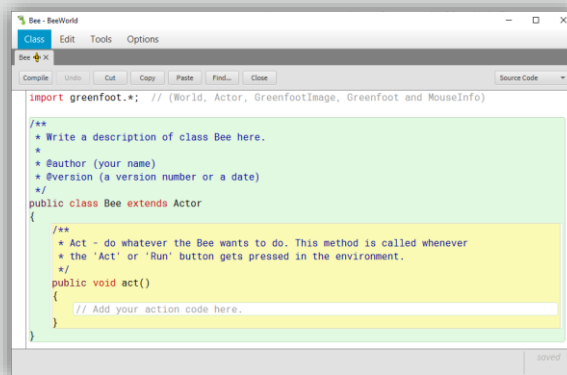 Bee - BeeWorld
Class Edit Tools Options
Bee
Compile Undo Cut Copy Paste Find... Close Source Code
import greenfoot.*;  // (World, Actor, GreenfootImage, Greenfoot and MouseInfo)
/**
 * Write a description of class Bee here.
 *
 * @author (your name)
 * @version (a version number or a date)
 */
public class Bee extends Actor
{
    /**
     * Act - do whatever the Bee wants to do. This method is called whenever
     * the 'Act' or 'Run' button gets pressed in the environment.
     */
    public void act()
    {
        // Add your action code here.
    }
}
saved